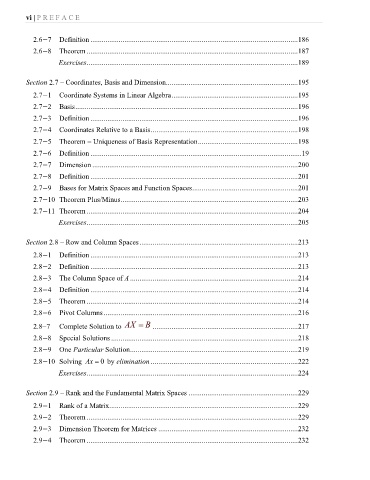 vi | P R E F A C E
2.6−7 Definition ........................................................................186
2.6−8 Theorem ........................................................................187
Exercises........................................................................189
Section 2.7 – Coordinates, Basis and Dimension........................................................................195
2.7−1 Coordinate Systems in Linear Algebra........................................................................195
2.7−2 Basis........................................................................196
2.7−3 Definition ........................................................................196
2.7−4 Coordinates Relative to a Basis........................................................................198
2.7−5 Theorem − Uniqueness of Basis Representation........................................................................198
2.7−6 Definition ........................................................................19
2.7−7 Dimension ........................................................................200
2.7−8 Definition ........................................................................201
2.7−9 Bases for Matrix Spaces and Function Spaces........................................................................201
2.7−10 Theorem Plus/Minus........................................................................203
2.7−11 Theorem ........................................................................204
Exercises........................................................................205
Section 2.8 – Row and Column Spaces ........................................................................213
2.8−1 Definition ........................................................................213
2.8−2 Definition ........................................................................213
2.8−3 The Column Space of A ........................................................................214
2.8−4 Definition ........................................................................214
2.8−5 Theorem ........................................................................214
2.8−6 Pivot Columns........................................................................216
2.8−7 Complete Solution to AX = B ........................................................................217
2.8−8 Special Solutions........................................................................218
2.8−9 One Particular Solution........................................................................219
2.8−10 Solving Ax = 0 by elimination ........................................................................222
Exercises........................................................................224
Section 2.9 – Rank and the Fundamental Matrix Spaces ........................................................................229
2.9−1 Rank of a Matrix........................................................................229
2.9−2 Theorem ........................................................................229
2.9−3 Dimension Theorem for Matrices ........................................................................232
2.9−4 Theorem ........................................................................232